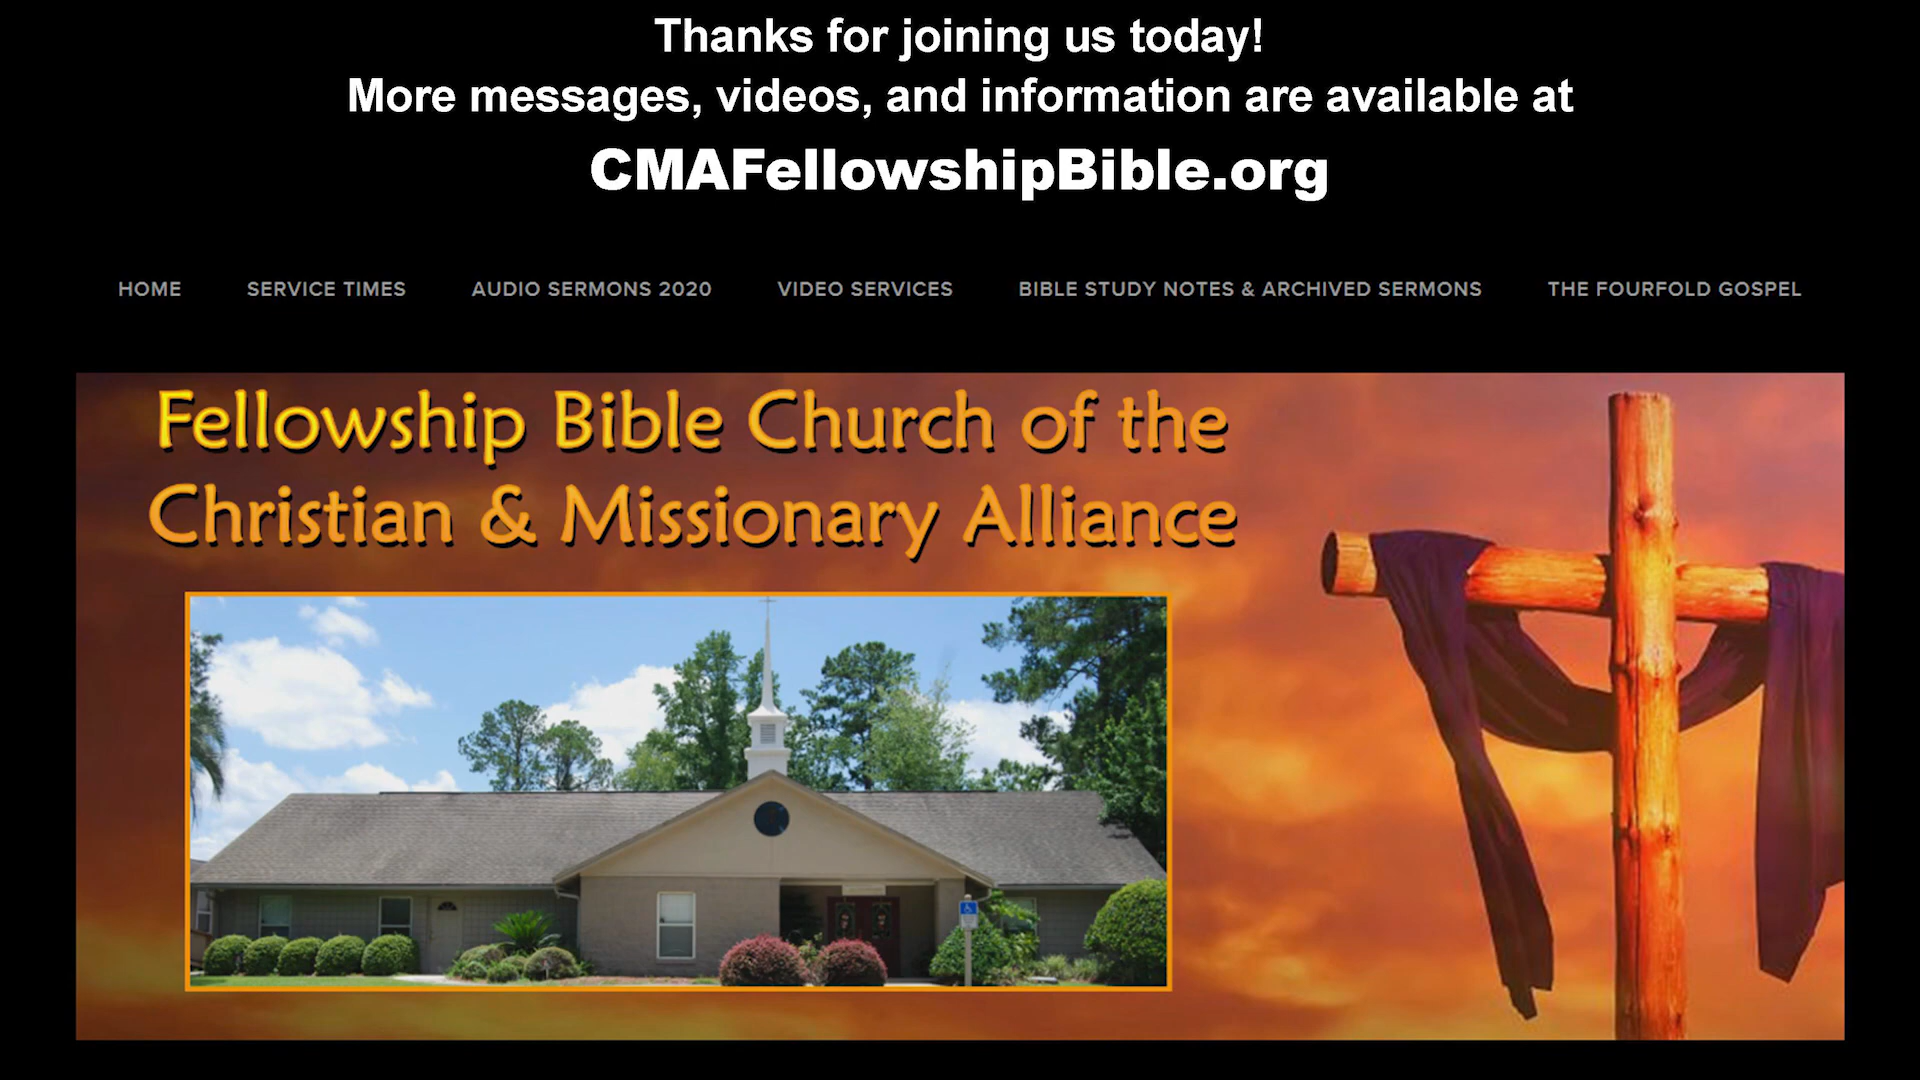 Thanks for joining us today!
More messages, videos, and information are available at
CMAFellowshipBible.org
HOME SERVICE TIMES AUDIO SERMONS 2020 VIDEO SERVICES BIBLE STUDY NOTES & ARCHIVED SERMONS THE FOURFOLD GOSPEL
Fellowship Bible Church of the
Christian & Missionary Alliance